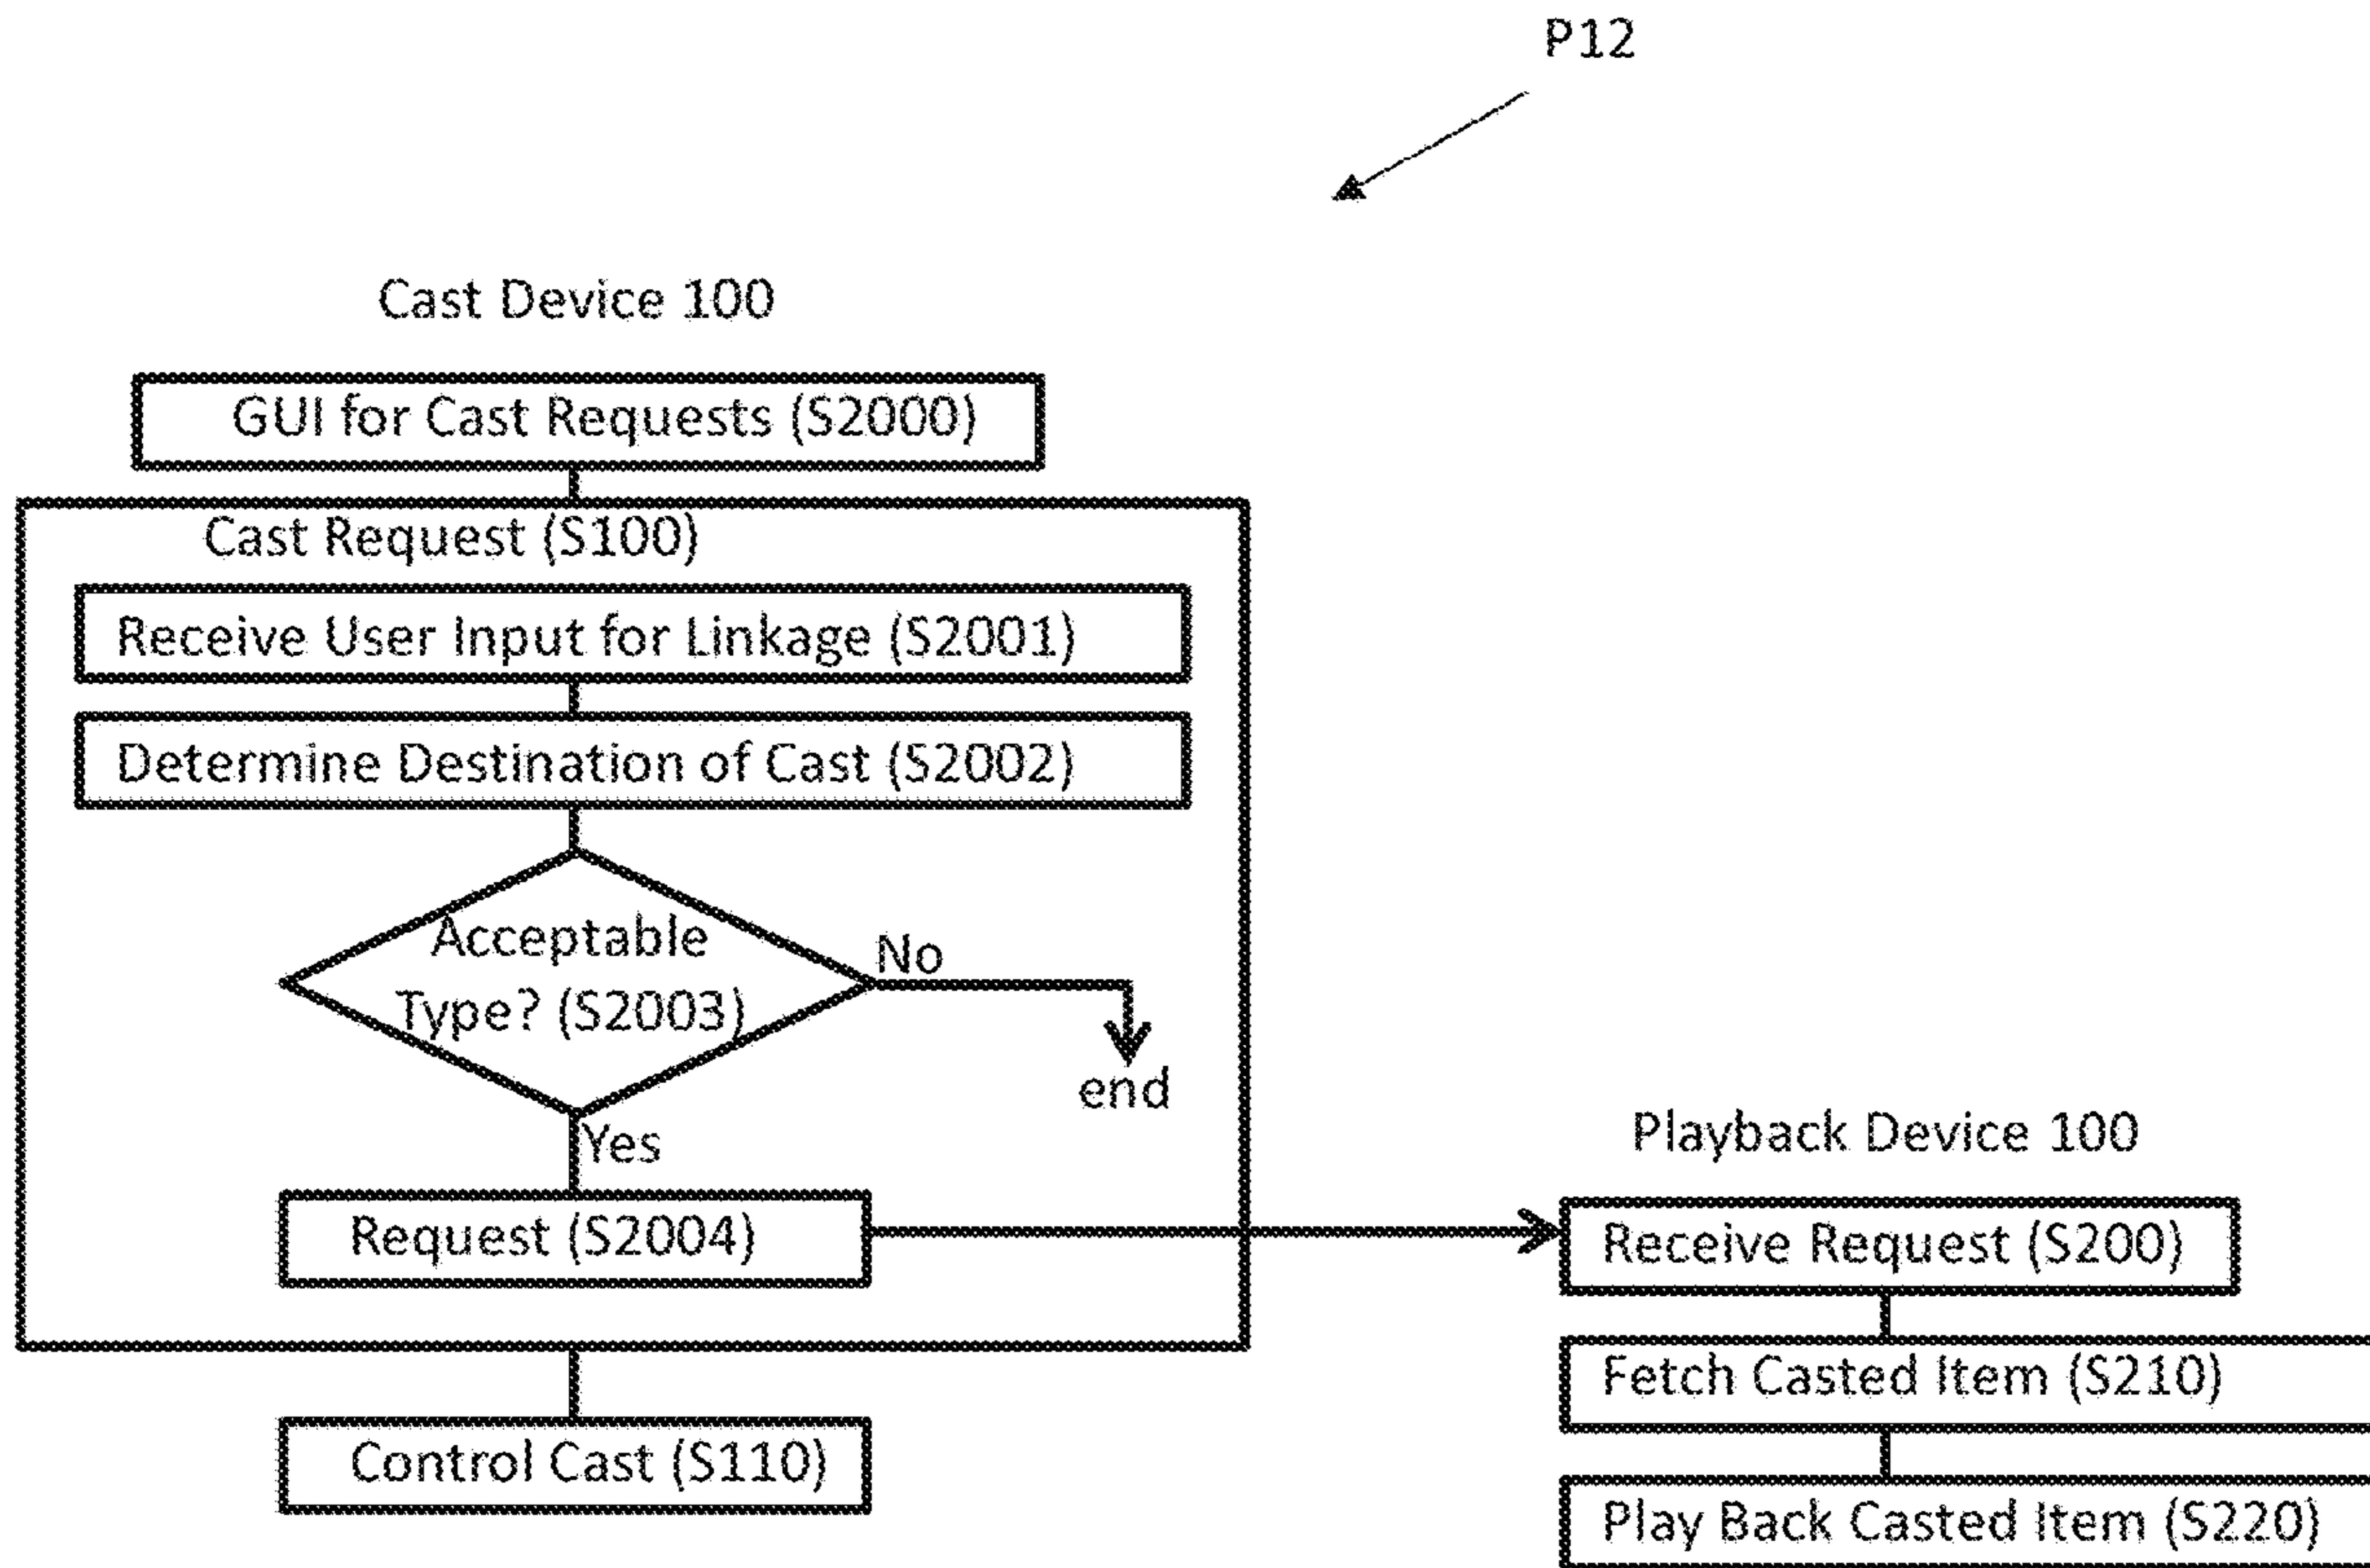 P12
Cast Device 100
GUI for Cast Requests (S2000)
Cast Request (S100)
Receive User Input for Linkage (S2001)
Determine Destination of Cast (S2002)
Acceptable
Type? (S2003)
No
end
Yes
Request (S2004)
Control Cast (S110)
Playback Device 100
Receive Request (S200)
Fetch Casted Item (S210)
Play Back Casted Item (S220)